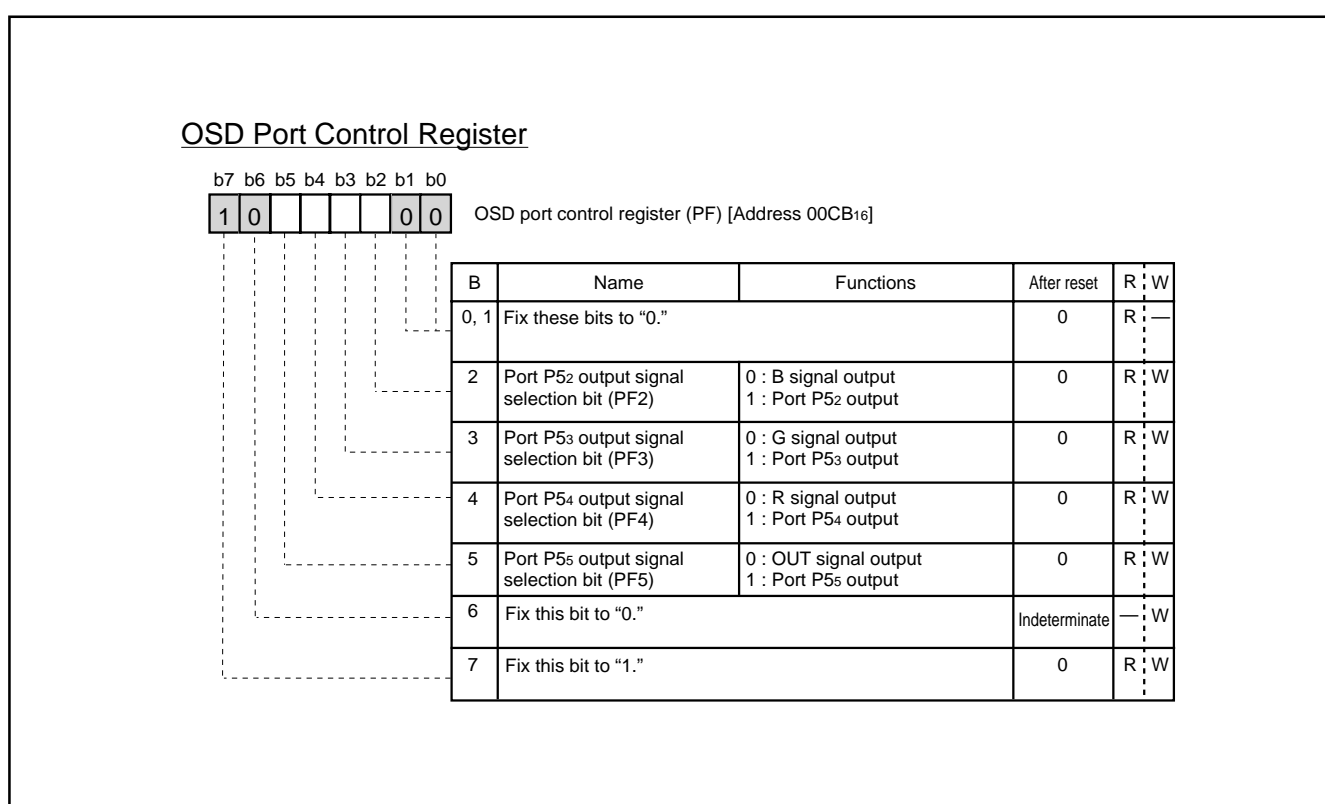 OSD Port Control Register
b7 b6 b5 b4 b3 b2 b1 b0
1 0 0 0
OSD port control register (PF) [Address 00CB16]
B Name Functions After reset R W
0, 1 Fix these bits to “0.” 0 R —
2 Port P52 output signal selection bit (PF2) 0 : B signal output 0 R W
1 : Port P52 output
3 Port P53 output signal selection bit (PF3) 0 : G signal output 0 R W
1 : Port P53 output
4 Port P54 output signal selection bit (PF4) 0 : R signal output 0 R W
1 : Port P54 output
5 Port P55 output signal selection bit (PF5) 0 : OUT signal output 0 R W
1 : Port P55 output
6 Fix this bit to “0.” Indeterminate — W
7 Fix this bit to “1.” 0 R W